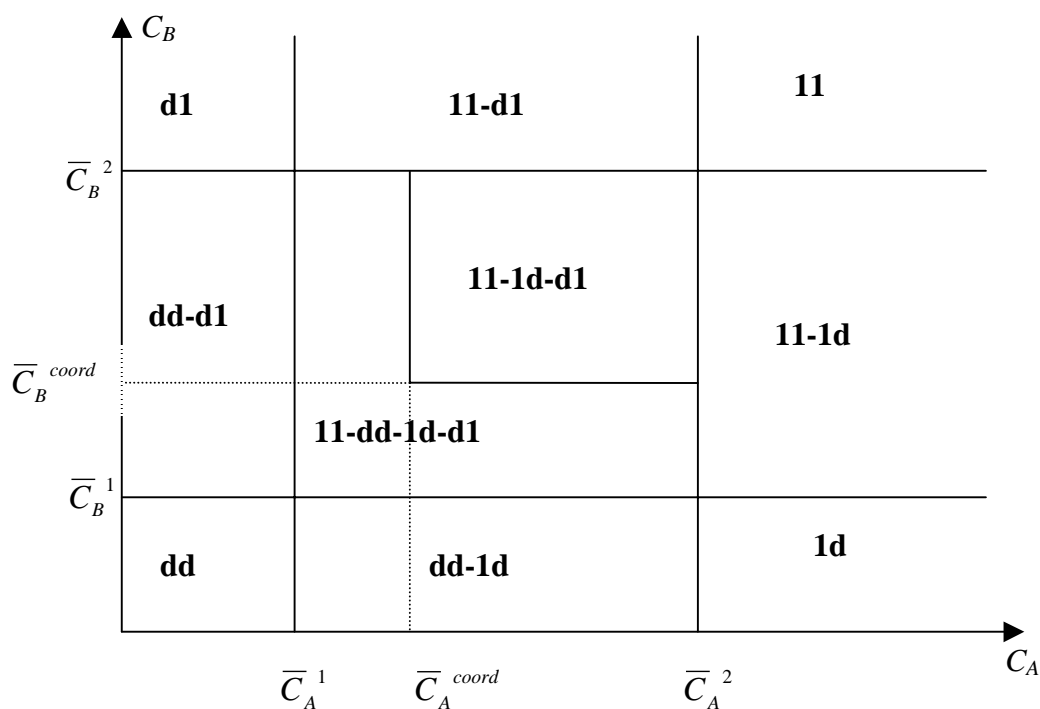 C_B
d1 11-d1 11
C̅_B^2
11-1d-d1
dd-d1 11-1d
C̅_B^coord
11-dd-1d-d1
C̅_B^1
dd dd-1d 1d
C_A
C̅_A^1 C̅_A^coord C̅_A^2